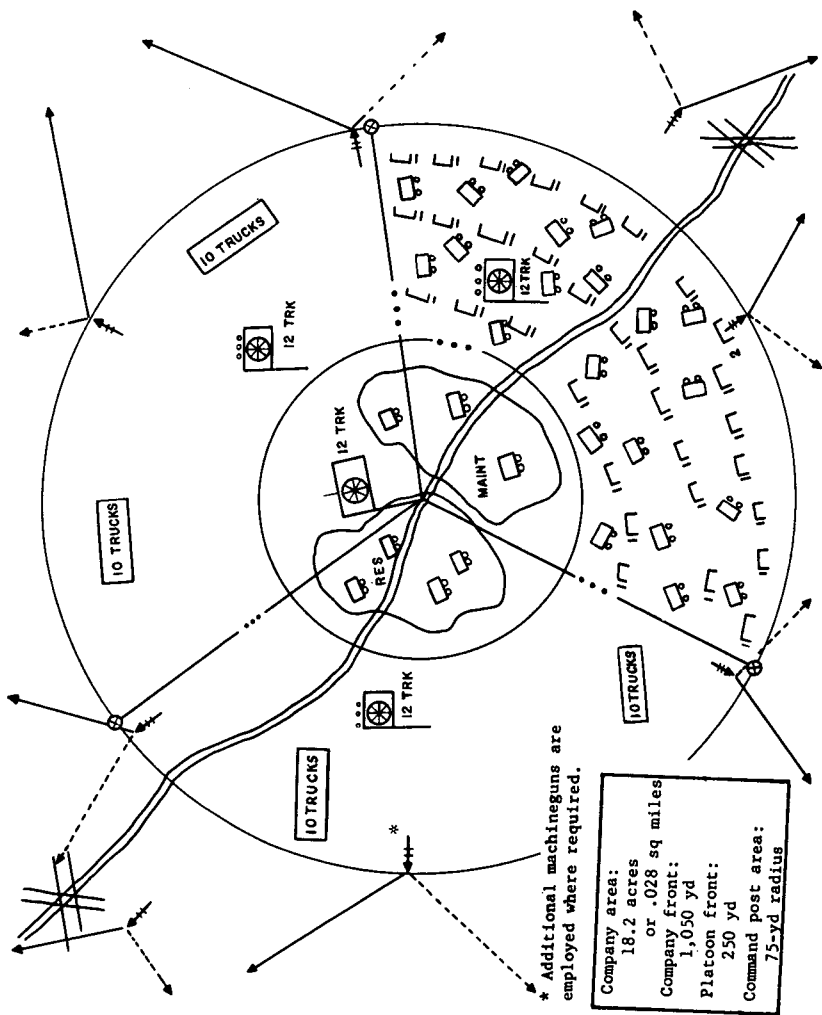 10 TRUCKS
12 TRK
10 TRUCKS
12 TRK
12 TRK
MAINT
RES
2
12 TRK
10 TRUCKS
10 TRUCKS
*
* Additional machineguns are
employed where required.
Company area:
18.2 acres
or .028 sq miles
Company front:
1,050 yd
Platoon front:
250 yd
Command post area:
75-yd radius